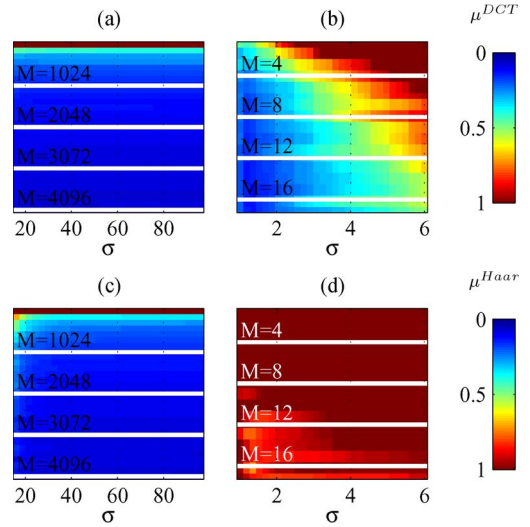 (a)
(b)
μ^DCT
M=1024
M=2048
M=3072
M=4096
M=4
M=8
M=12
M=16
0
0.5
1
20 40 60 80
2 4 6
σ
σ
(c)
(d)
μ^Haar
M=1024
M=2048
M=3072
M=4096
M=4
M=8
M=12
M=16
0
0.5
1
20 40 60 80
2 4 6
σ
σ